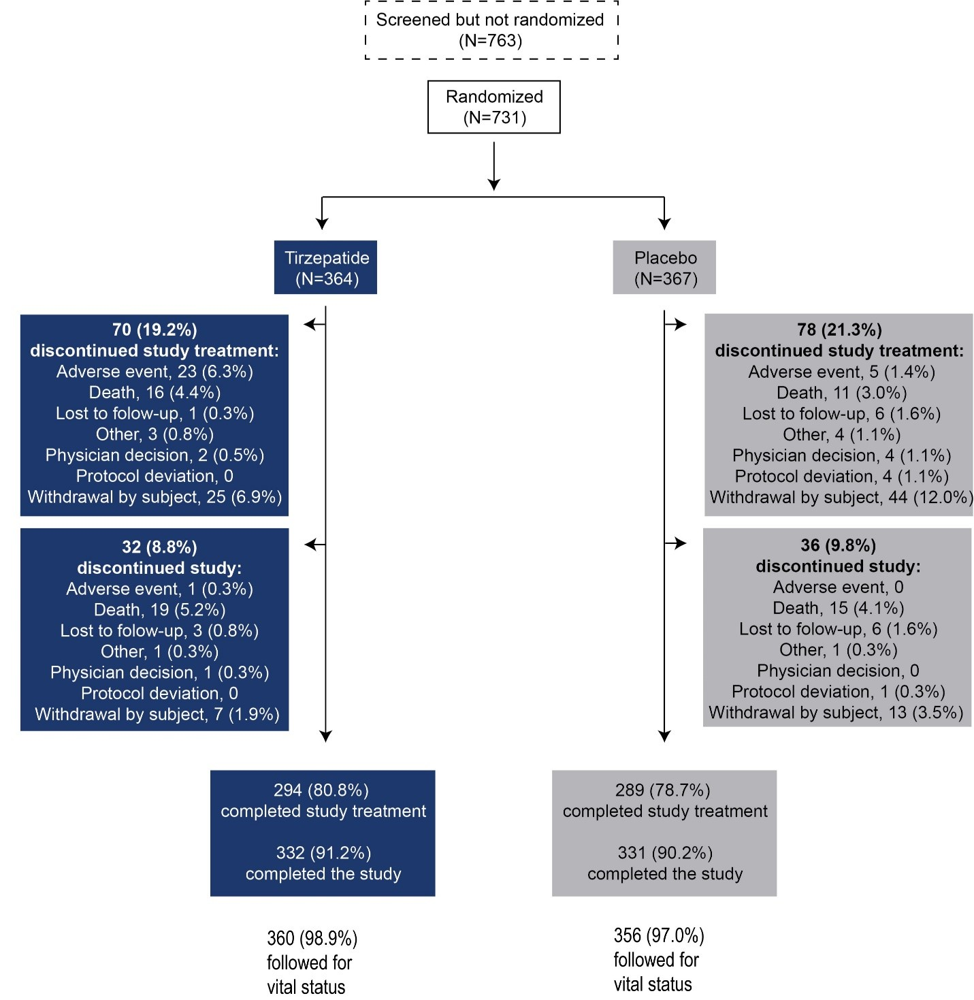 Screened but not randomized
(N=763)
Randomized
(N=731)
Tirzepatide
(N=364)
Placebo
(N=367)
70 (19.2%)
discontinued study treatment:
Adverse event, 23 (6.3%)
Death, 16 (4.4%)
Lost to folow-up, 1 (0.3%)
Other, 3 (0.8%)
Physician decision, 2 (0.5%)
Protocol deviation, 0
Withdrawal by subject, 25 (6.9%)
78 (21.3%)
discontinued study treatment:
Adverse event, 5 (1.4%)
Death, 11 (3.0%)
Lost to folow-up, 6 (1.6%)
Other, 4 (1.1%)
Physician decision, 4 (1.1%)
Protocol deviation, 4 (1.1%)
Withdrawal by subject, 44 (12.0%)
32 (8.8%)
discontinued study:
Adverse event, 1 (0.3%)
Death, 19 (5.2%)
Lost to folow-up, 3 (0.8%)
Other, 1 (0.3%)
Physician decision, 1 (0.3%)
Protocol deviation, 0
Withdrawal by subject, 7 (1.9%)
36 (9.8%)
discontinued study:
Adverse event, 0
Death, 15 (4.1%)
Lost to folow-up, 6 (1.6%)
Other, 1 (0.3%)
Physician decision, 0
Protocol deviation, 1 (0.3%)
Withdrawal by subject, 13 (3.5%)
294 (80.8%)
completed study treatment
332 (91.2%)
completed the study
289 (78.7%)
completed study treatment
331 (90.2%)
completed the study
360 (98.9%)
followed for
vital status
356 (97.0%)
followed for
vital status